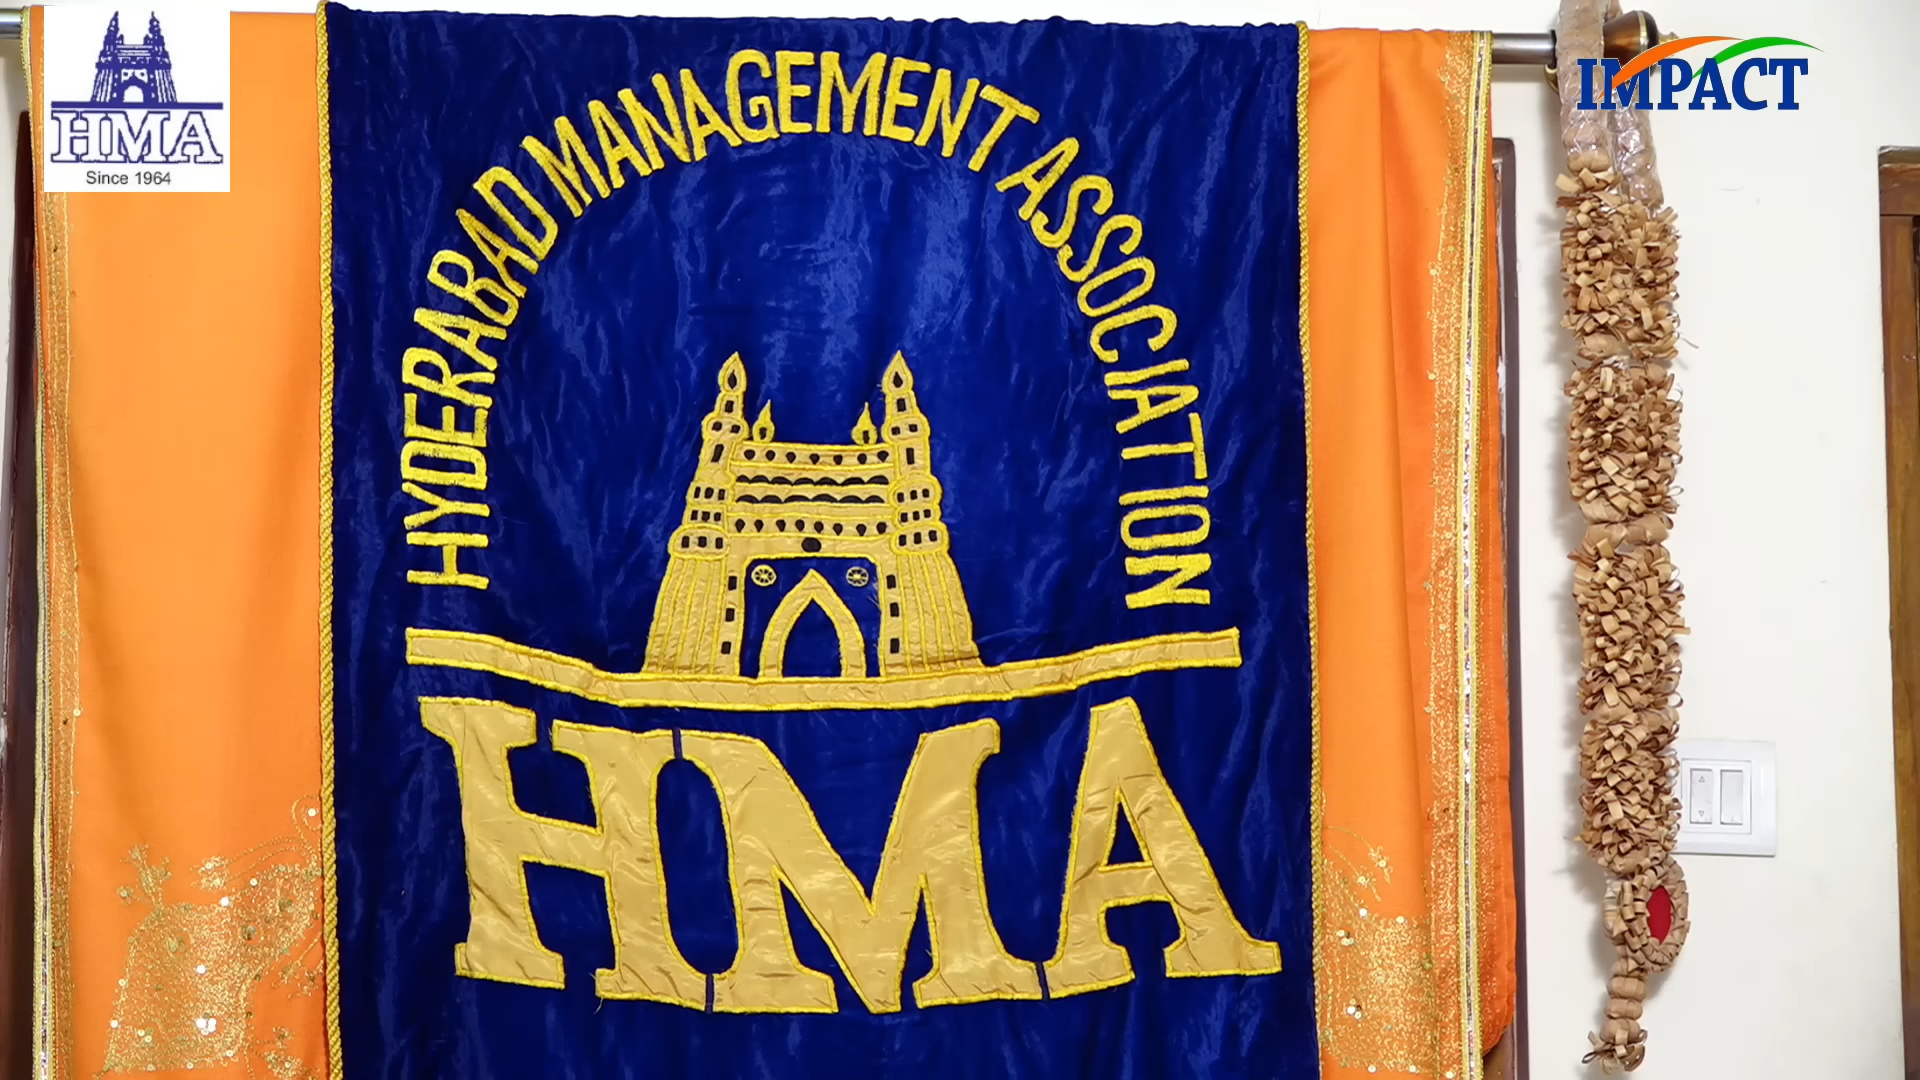 HMA
Since 1964
IMPACT
HYDERABAD MANAGEMENT ASSOCIATION
HMA